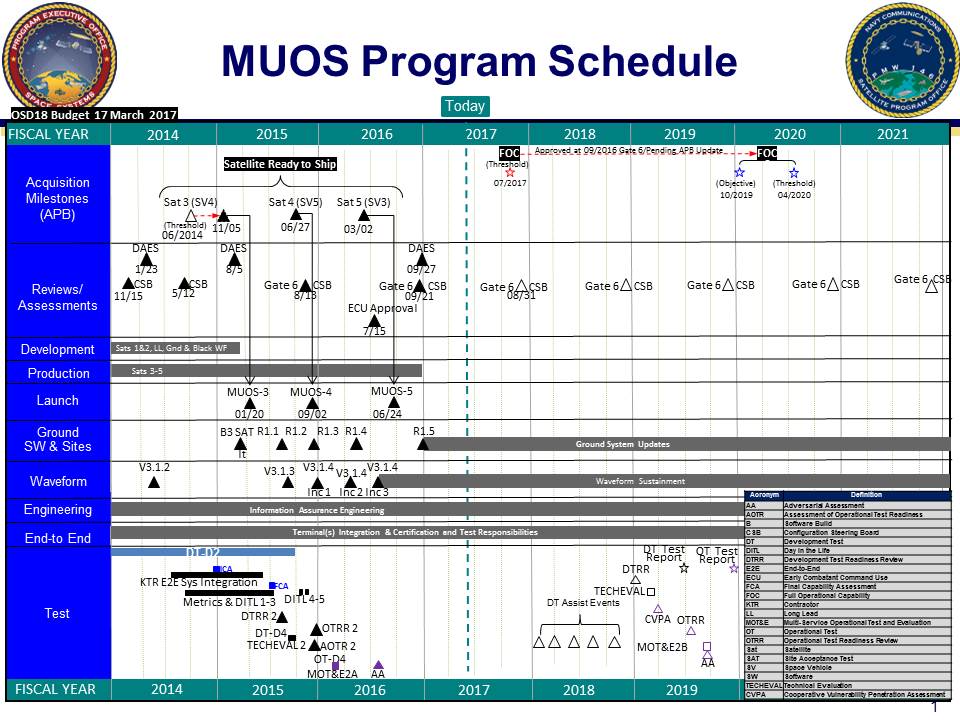 PROGRAM EXECUTIVE OFFICE
SPACE SYSTEMS
MUOS Program Schedule
NAVY COMMUNICATIONS
PMW 146
SATELLITE PROGRAM OFFICE
Today
OSD18 Budget 17 March 2017
FISCAL YEAR 2014 2015 2016 2017 2018 2019 2020 2021
Acquisition
Milestones
(APB)
Satellite Ready to Ship
FOC Approved at 09/2016 Gate 6/Pending APB Update FOC
(Threshold)
07/2017
(Objective) (Threshold)
10/2019 04/2020
Sat 3 (SV4) Sat 4 (SV5) Sat 5 (SV3)
(Threshold)
06/2014 11/05 06/27 03/02
Reviews/
Assessments
DAES DAES DAES
1/23 8/5 09/27
CSB CSB Gate 6 CSB Gate 6 CSB Gate 6 CSB Gate 6 CSB Gate 6 CSB Gate 6 CSB Gate 6 CSB
11/15 5/12 8/13 09/21 08/31
ECU Approval
7/15
Development Sats 1&2, LL, Gnd & Black WF
Production Sats 3-5
Launch MUOS-3 MUOS-4 MUOS-5
01/20 09/02 06/24
Ground
SW & Sites
B3 SAT R1.1 R1.2 R1.3 R1.4 R1.5
It
Ground System Updates
Waveform V3.1.2 V3.1.3 V3.1.4 V3.1.4 V3.1.4
Inc 1 Inc 2 Inc 3
Waveform Sustainment
Engineering Information Assurance Engineering
End-to End Terminal(s) Integration & Certification and Test Responsibilities
Test
DT-D2
ICA
KTR E2E Sys Integration FCA
Metrics & DITL 1-3 DITL 4-5
DTRR 2
DT-D4 OTRR 2
TECHEVAL 2 AOTR 2
OT-D4
MOT&E2A AA
DT Assist Events
DT Test
Report
OT Test
Report
DTRR
TECHEVAL
CVPA OTRR
MOT&E2B
AA
Acronym Definition
AA Adversarial Assessment
AOTR Assessment of Operational Test Readiness
B Software Build
CSB Configuration Steering Board
DT Development Test
DITL Day in the Life
DTRR Development Test Readiness Review
E2E End-to-End
ECU Early Combatant Command Use
FCA Final Capability Assessment
FOC Full Operational Capability
KTR Contractor
LL Long Lead
MOT&E Multi-Service Operational Test and Evaluation
OT Operational Test
OTRR Operational Test Readiness Review
Sat Satellite
SAT Site Acceptance Test
SV Space Vehicle
SW Software
TECHEVAL Technical Evaluation
CVPA Cooperative Vulnerability Penetration Assessment
FISCAL YEAR 2014 2015 2016 2017 2018 2019
1